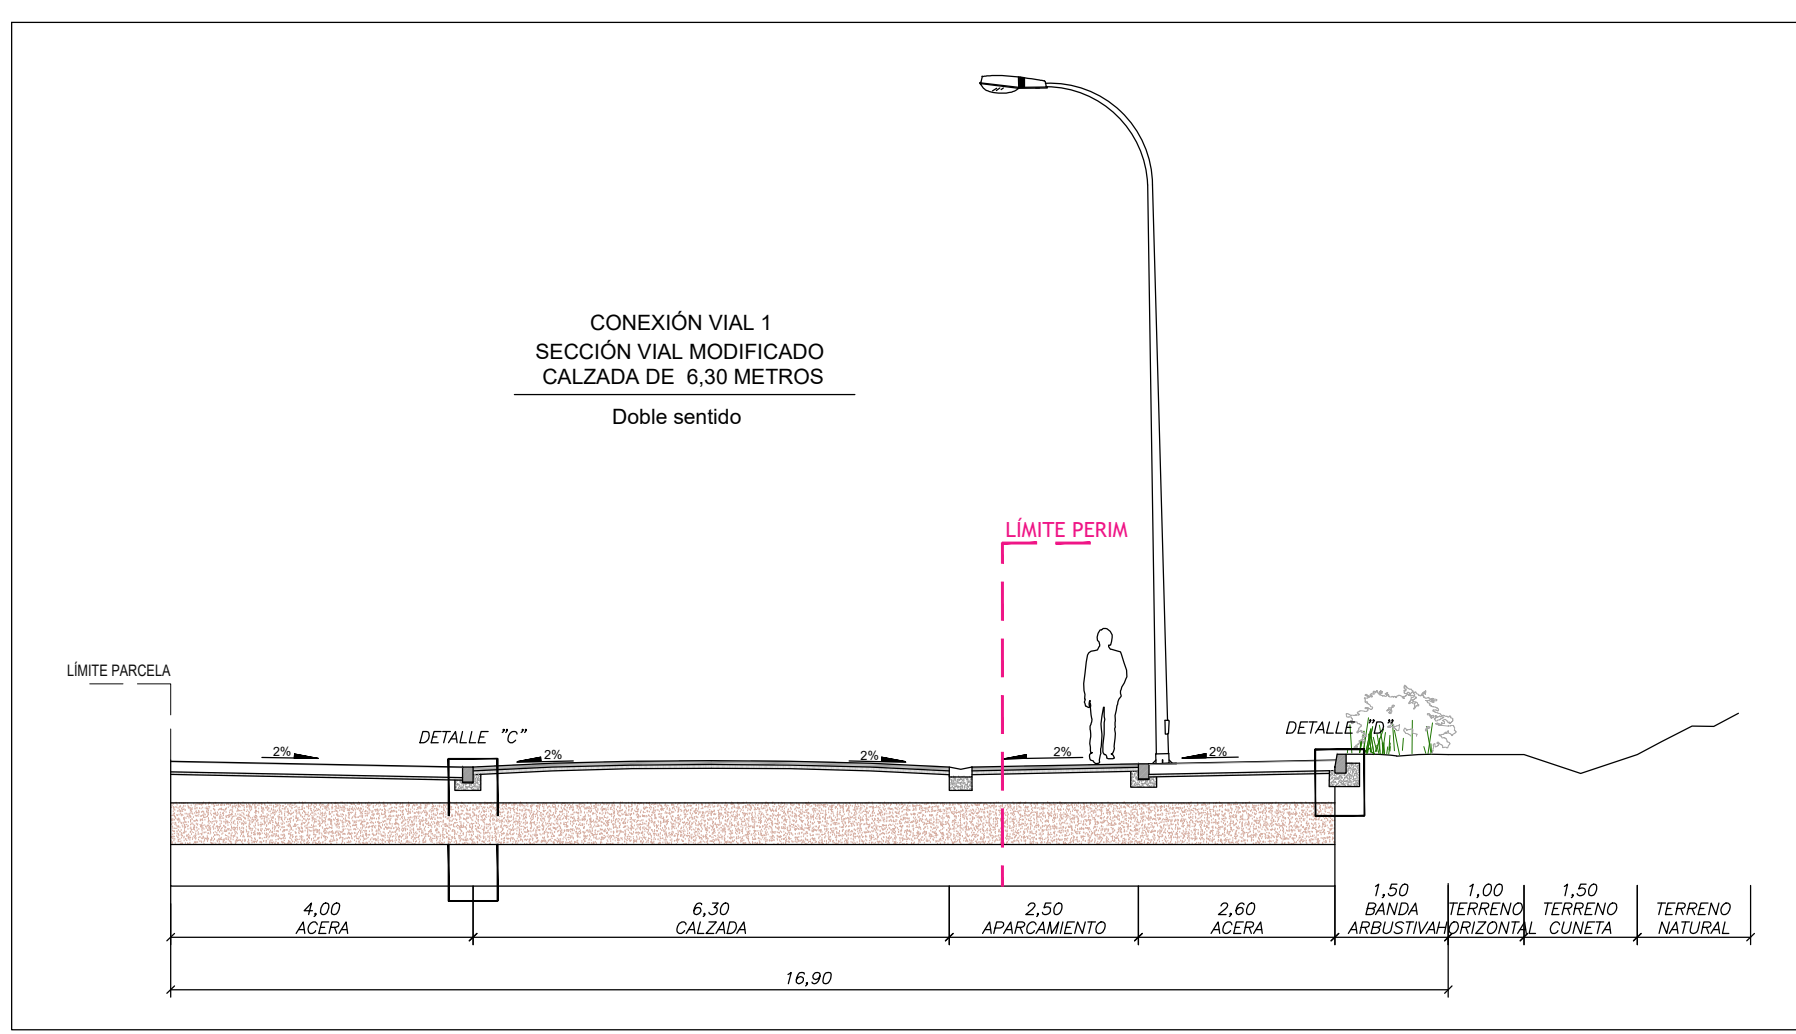 CONEXIÓN VIAL 1
SECCIÓN VIAL MODIFICADO
CALZADA DE 6,30 METROS
Doble sentido
LÍMITE PERIM
LÍMITE PARCELA
DETALLE "C"
DETALLE "D"
2%
2%
2%
2%
2%
4,00
ACERA
6,30
CALZADA
2,50
APARCAMIENTO
2,60
ACERA
1,50
BANDA
ARBUSTIVA
1,00
TERRENO
HORIZONTAL
1,50
TERRENO
CUNETA
TERRENO
NATURAL
16,90